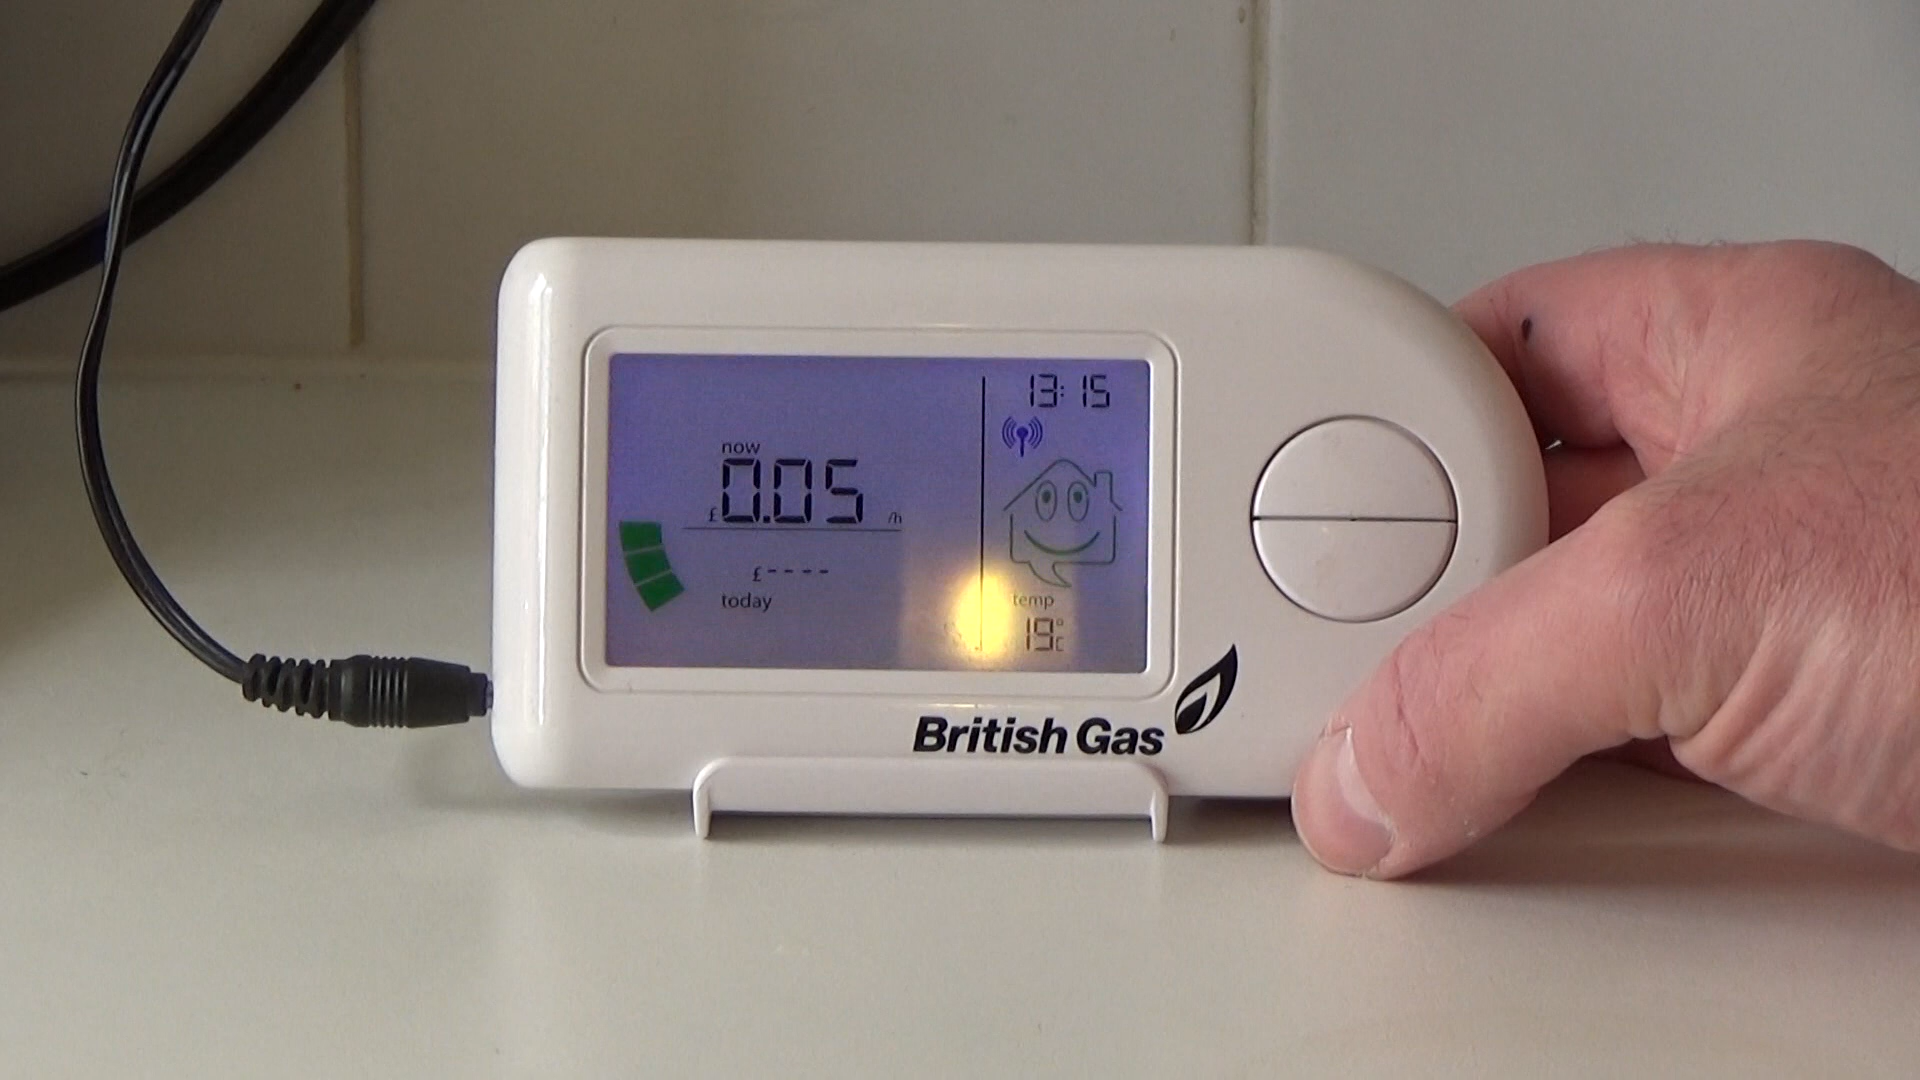 13:15
now
£0.05 /h
£----
today
temp
19°C
British Gas